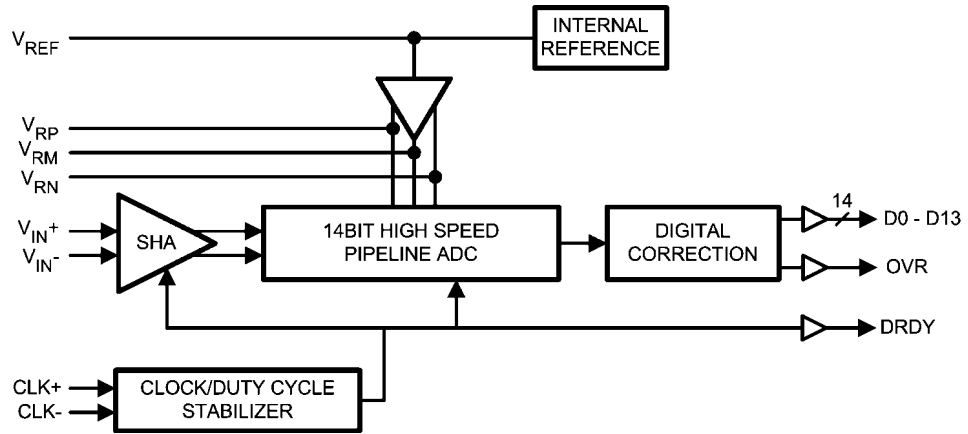 V_REF
INTERNAL
REFERENCE
V_RP
V_RM
V_RN
V_IN+
V_IN-
SHA
14BIT HIGH SPEED
PIPELINE ADC
DIGITAL
CORRECTION
14
D0 - D13
OVR
DRDY
CLK+
CLK-
CLOCK/DUTY CYCLE
STABILIZER